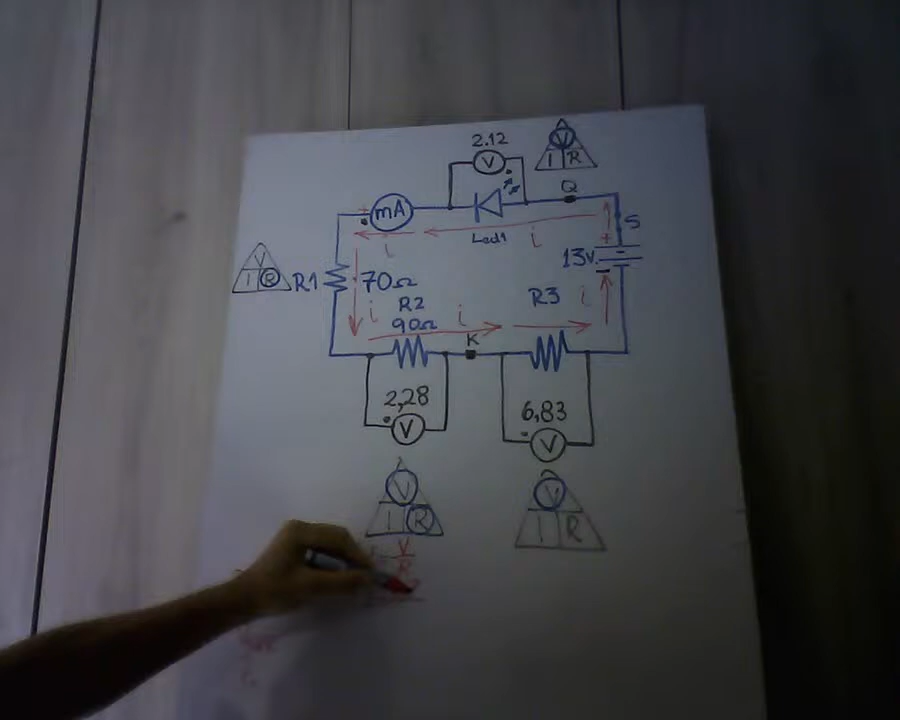 2.12
V
V
I R
Q
mA
S
Led1
i
i
13V.
V
I R
R1
70Ω
i
R2
90Ω
i
R3
i
K
2,28
V
6,83
V
V
I R
V
I R
V
R